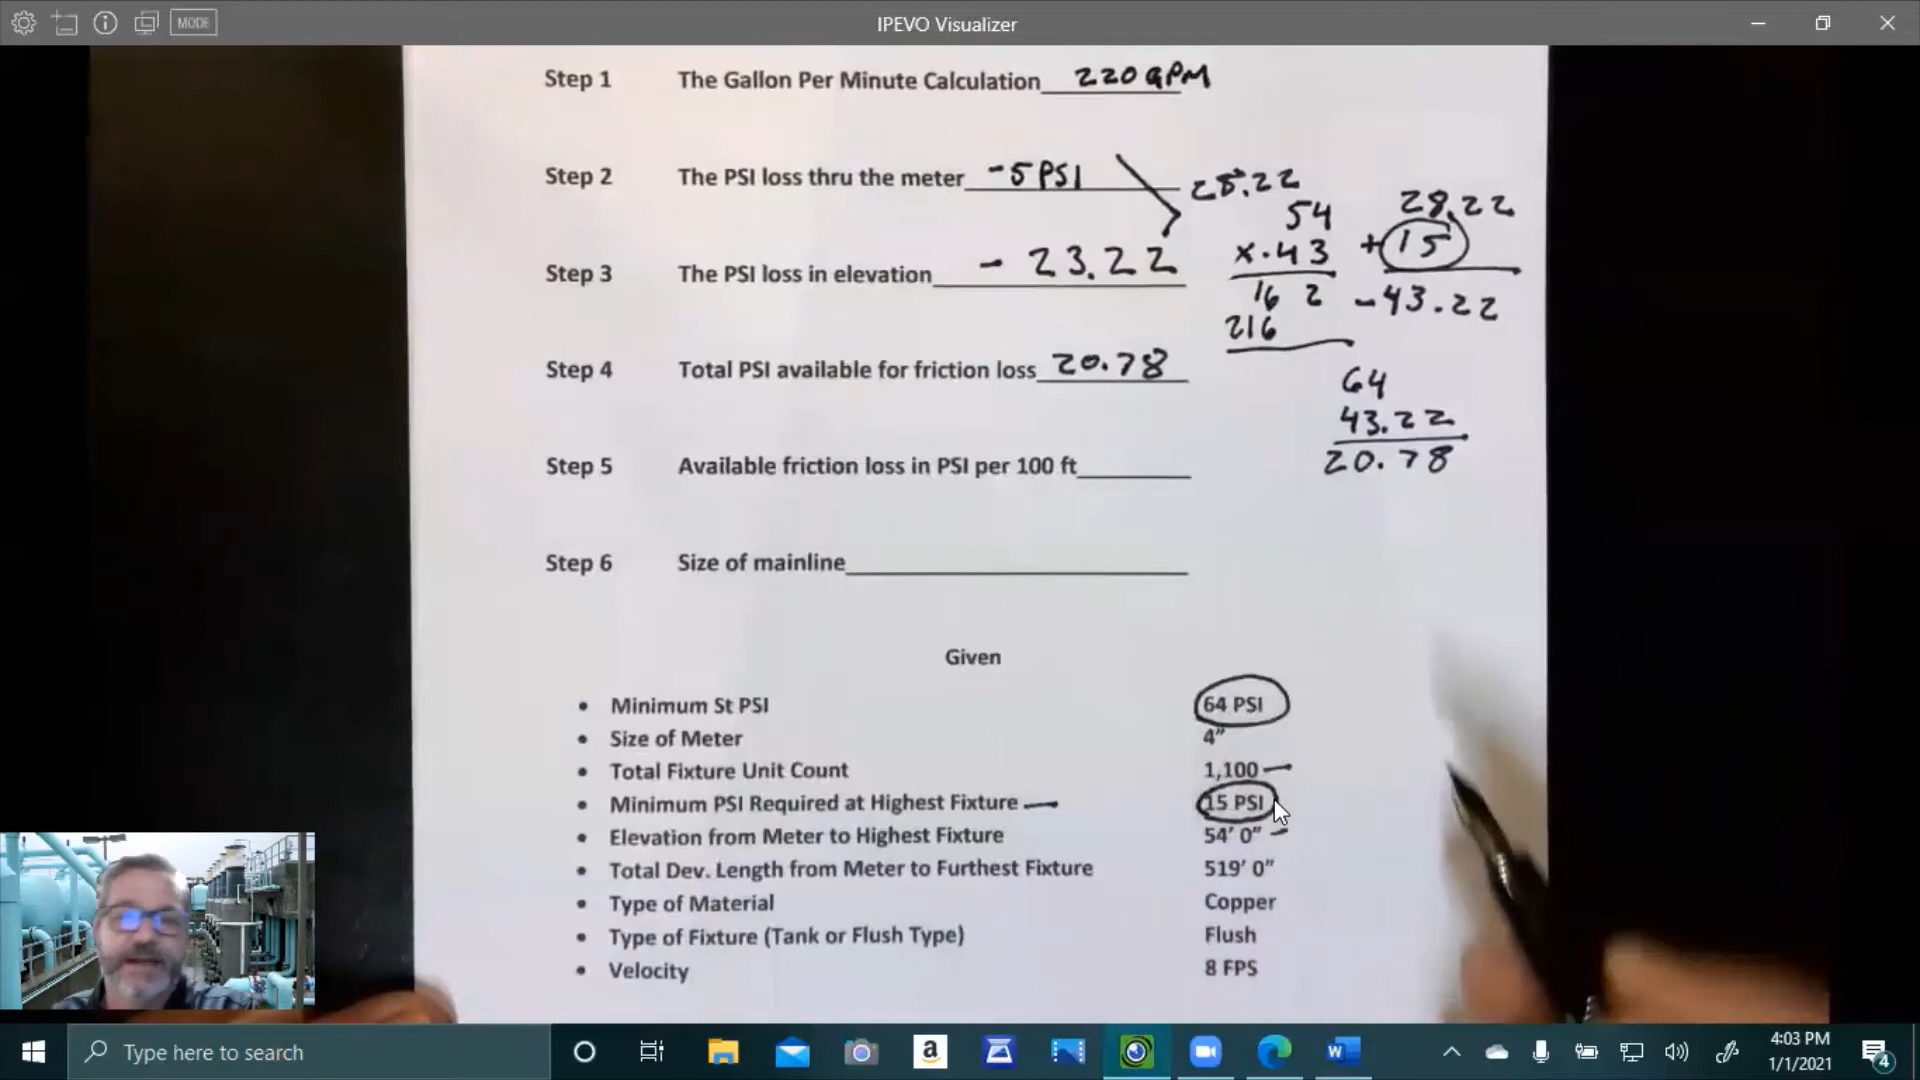 MODE
IPEVO Visualizer
Step 1 The Gallon Per Minute Calculation 220 GPM
Step 2 The PSI loss thru the meter -5 PSI
28.22
54
x.43
16 2
216
28.22
+ 15
-43.22
Step 3 The PSI loss in elevation - 23.22
Step 4 Total PSI available for friction loss 20.78
64
43.22
20.78
Step 5 Available friction loss in PSI per 100 ft
Step 6 Size of mainline
Given
• Minimum St PSI 64 PSI
• Size of Meter 4"
• Total Fixture Unit Count 1,100
• Minimum PSI Required at Highest Fixture 15 PSI
• Elevation from Meter to Highest Fixture 54' 0"
• Total Dev. Length from Meter to Furthest Fixture 519' 0"
• Type of Material Copper
• Type of Fixture (Tank or Flush Type) Flush
• Velocity 8 FPS
Type here to search
4:03 PM
1/1/2021
4